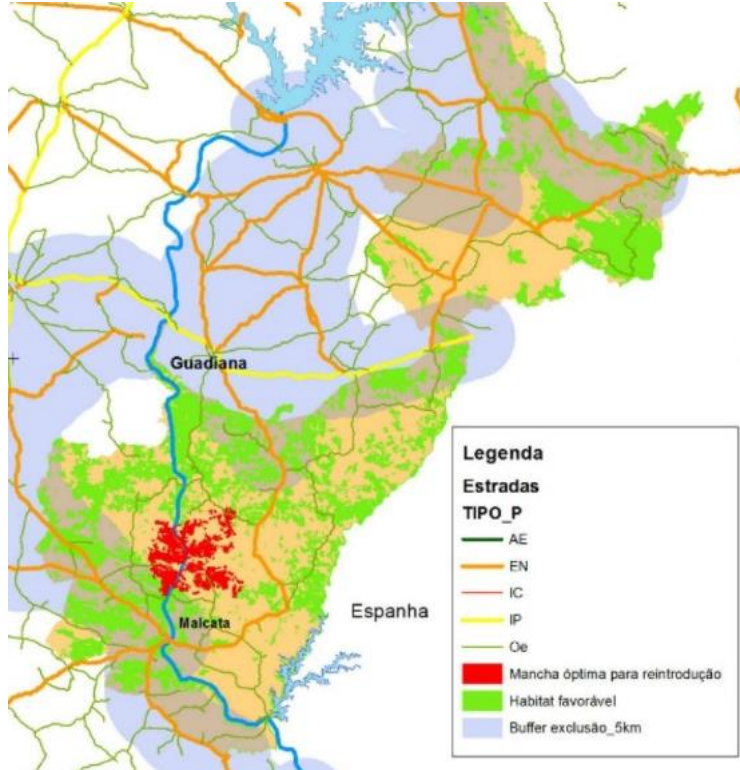 Guadiana
Malcata
Espanha
Legenda
Estradas
TIPO_P
AE
EN
IC
IP
Oe
Mancha óptima para reintrodução
Habitat favorável
Buffer exclusão_5km